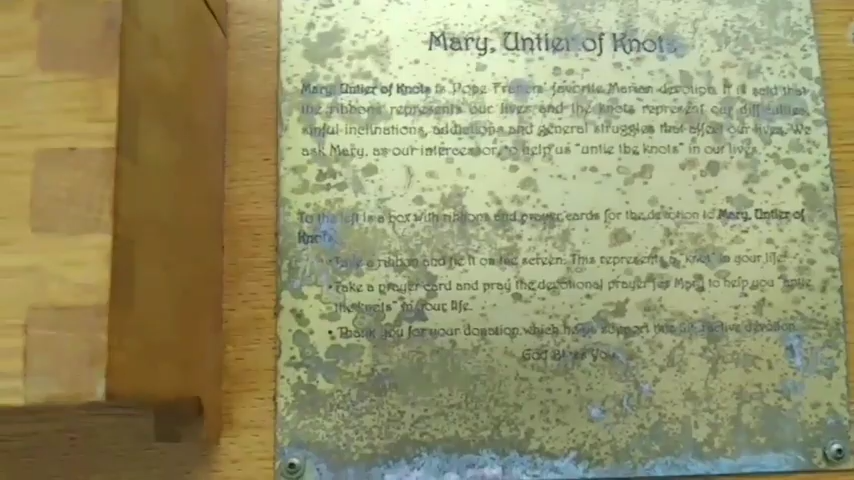 Mary, Untier of Knots
Mary, Untier of Knots is Pope Francis' favorite Marian devotion. It is said that
the ribbons represents our lives and the knots represent our difficulties,
sinful inclinations, addictions and general struggles that affect our lives. We
ask Mary, as our intercessor, to help us "untie the knots" in our lives.
To the left is a box with ribbons and prayer cards for the devotion to Mary, Untier of
Knots.
• Take a ribbon and tie it on the screen. This represents a "knot" in your life.
• Take a prayer card and pray the devotional prayer for Mary to help you "untie
the knots" in your life.
• Thank you for your donation, which helps support this devotion.
God Bless You